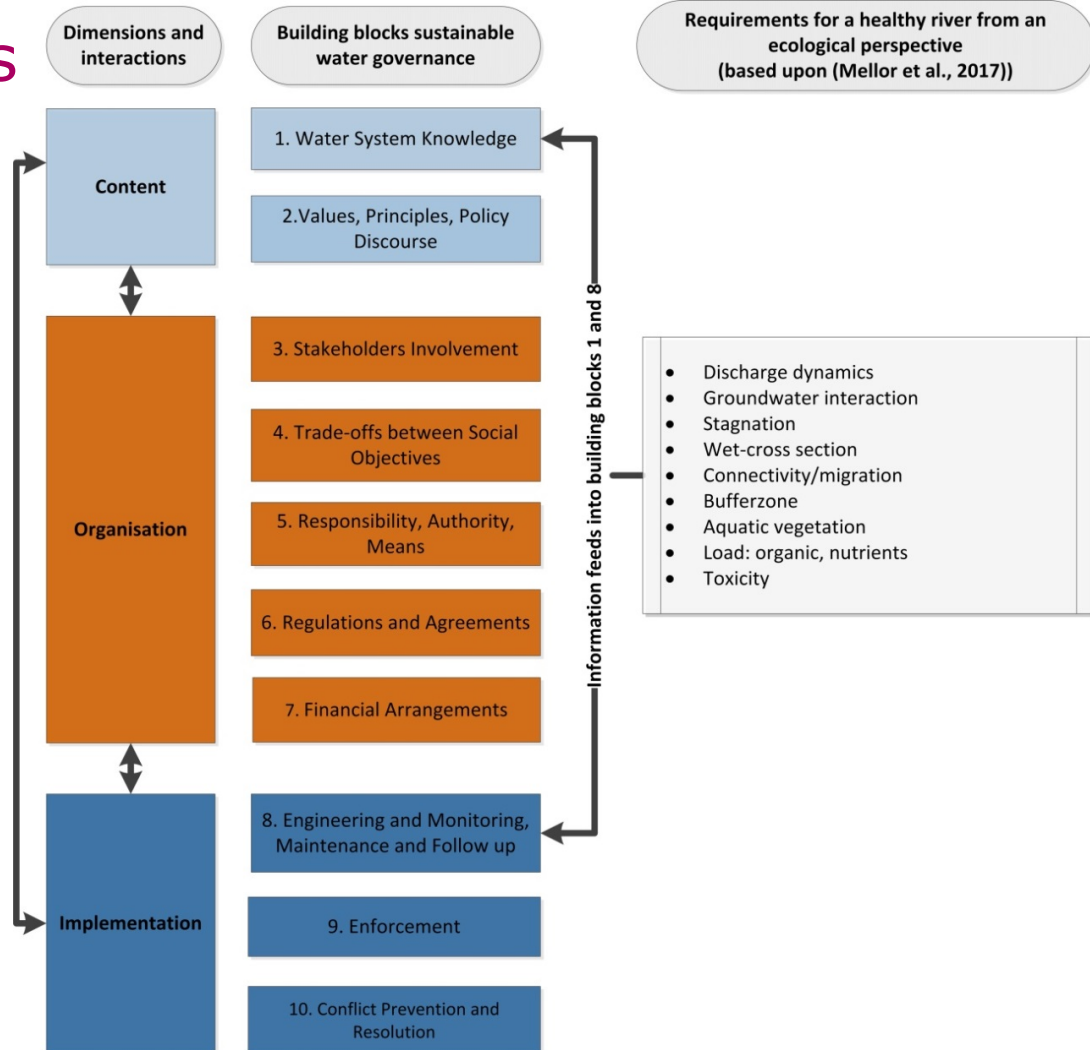 s
Dimensions and
interactions
Building blocks sustainable
water governance
Requirements for a healthy river from an
ecological perspective
(based upon (Mellor et al., 2017))
Content
1. Water System Knowledge
2.Values, Principles, Policy
Discourse
Organisation
3. Stakeholders Involvement
4. Trade-offs between Social
Objectives
5. Responsibility, Authority,
Means
6. Regulations and Agreements
7. Financial Arrangements
Implementation
8. Engineering and Monitoring,
Maintenance and Follow up
9. Enforcement
10. Conflict Prevention and
Resolution
Information feeds into building blocks 1 and 8
• Discharge dynamics
• Groundwater interaction
• Stagnation
• Wet-cross section
• Connectivity/migration
• Bufferzone
• Aquatic vegetation
• Load: organic, nutrients
• Toxicity